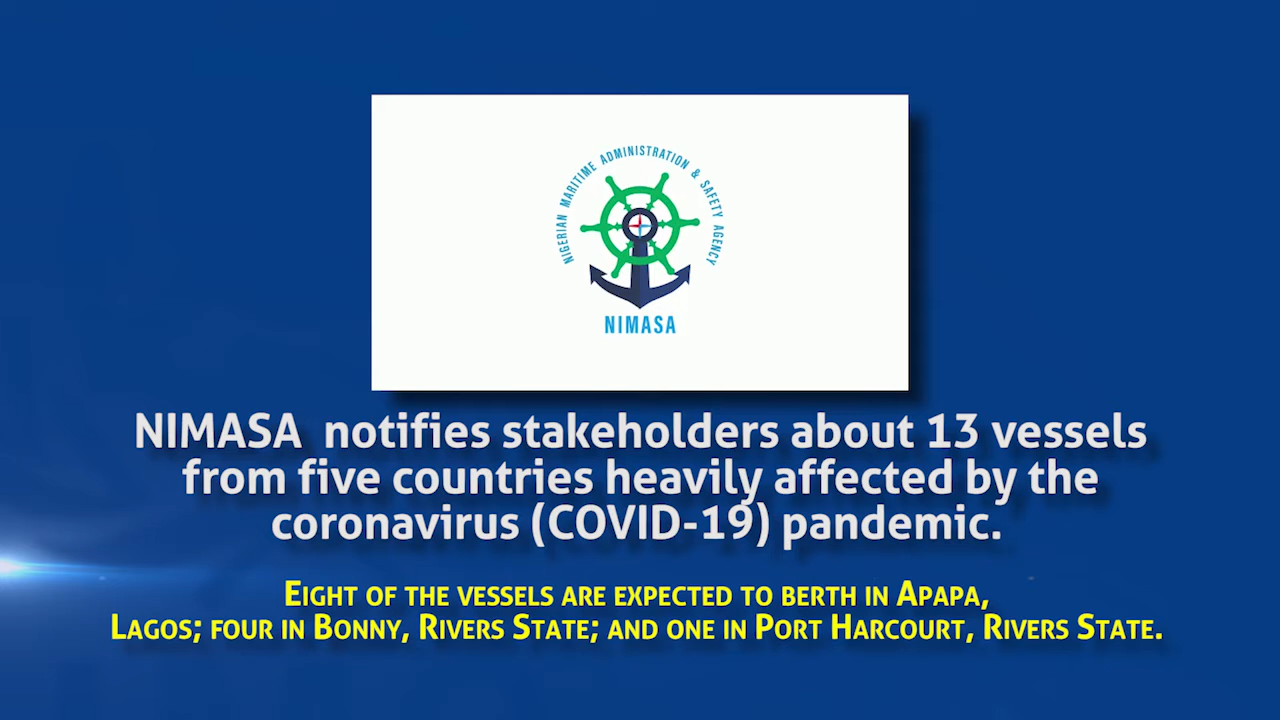 NIGERIAN MARITIME ADMINISTRATION & SAFETY AGENCY
NIMASA
NIMASA notifies stakeholders about 13 vessels
from five countries heavily affected by the
coronavirus (COVID-19) pandemic.
EIGHT OF THE VESSELS ARE EXPECTED TO BERTH IN APAPA,
LAGOS; FOUR IN BONNY, RIVERS STATE; AND ONE IN PORT HARCOURT, RIVERS STATE.